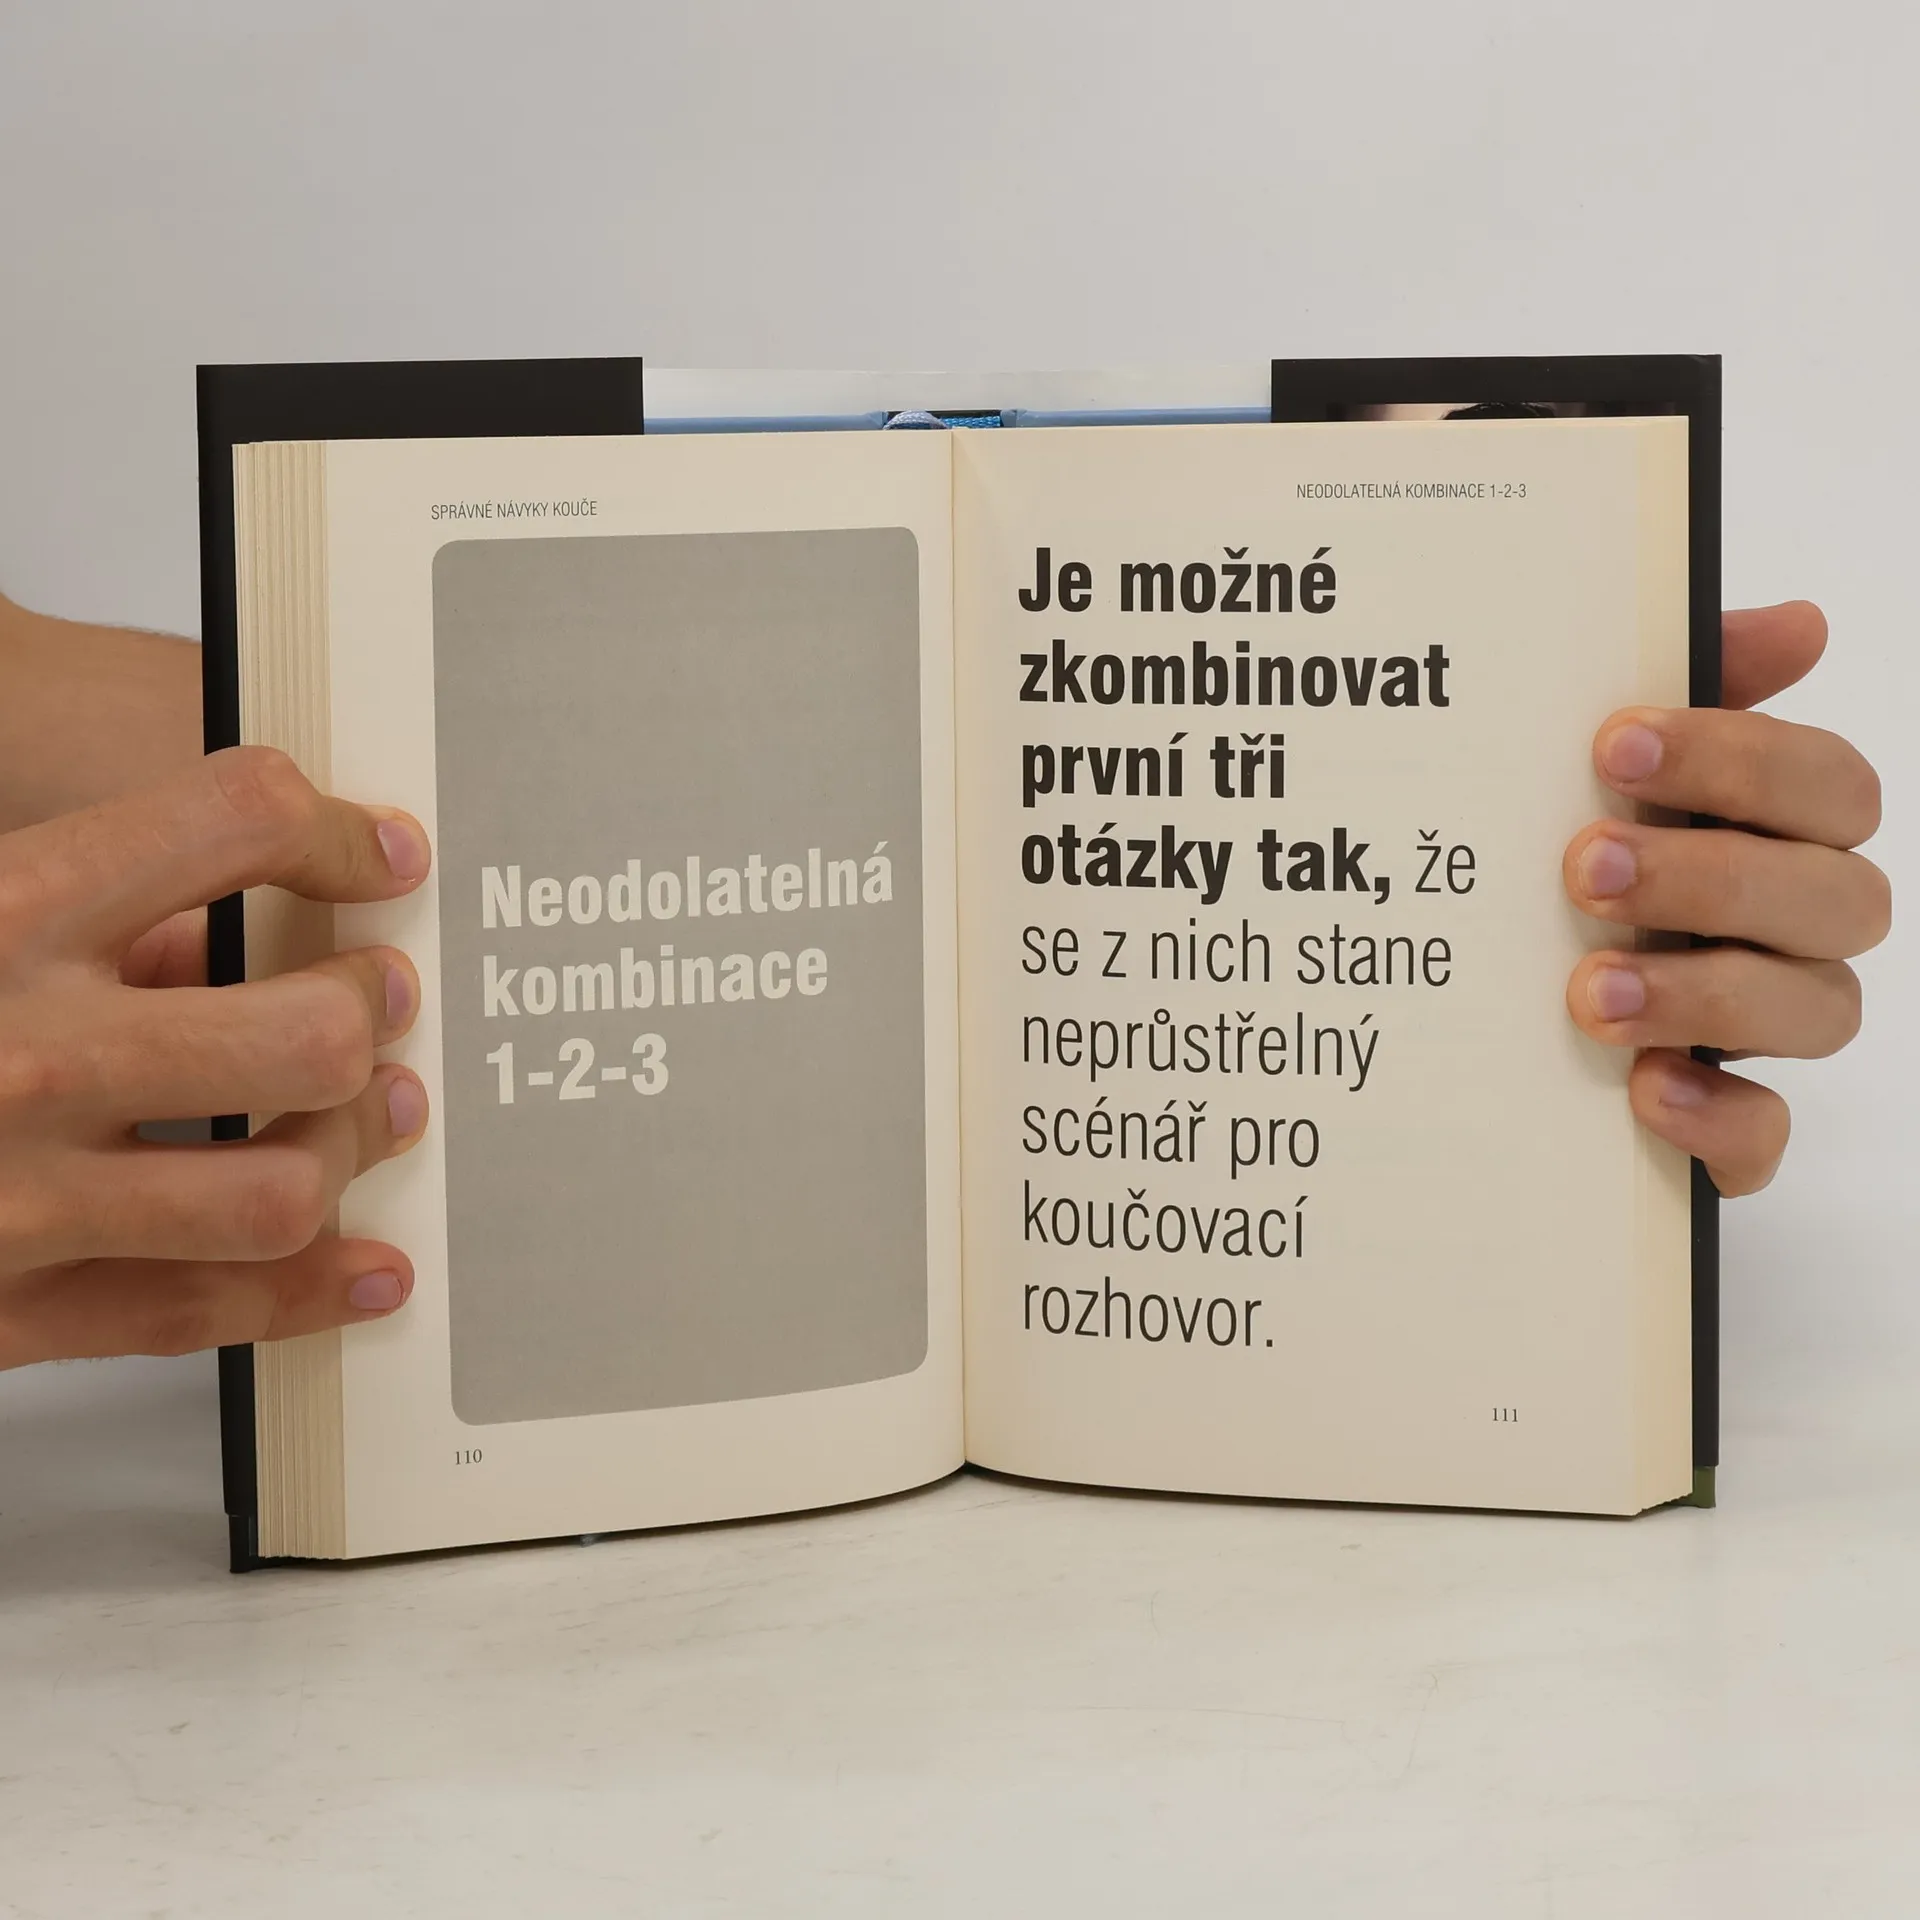 SPRÁVNÉ NÁVYKY KOUČE
Neodolatelná
kombinace
1-2-3
110
NEODOLATELNÁ KOMBINACE 1-2-3
Je možné
zkombinovat
první tři
otázky tak, že
se z nich stane
neprůstřelný
scénář pro
koučovací
rozhovor.
111